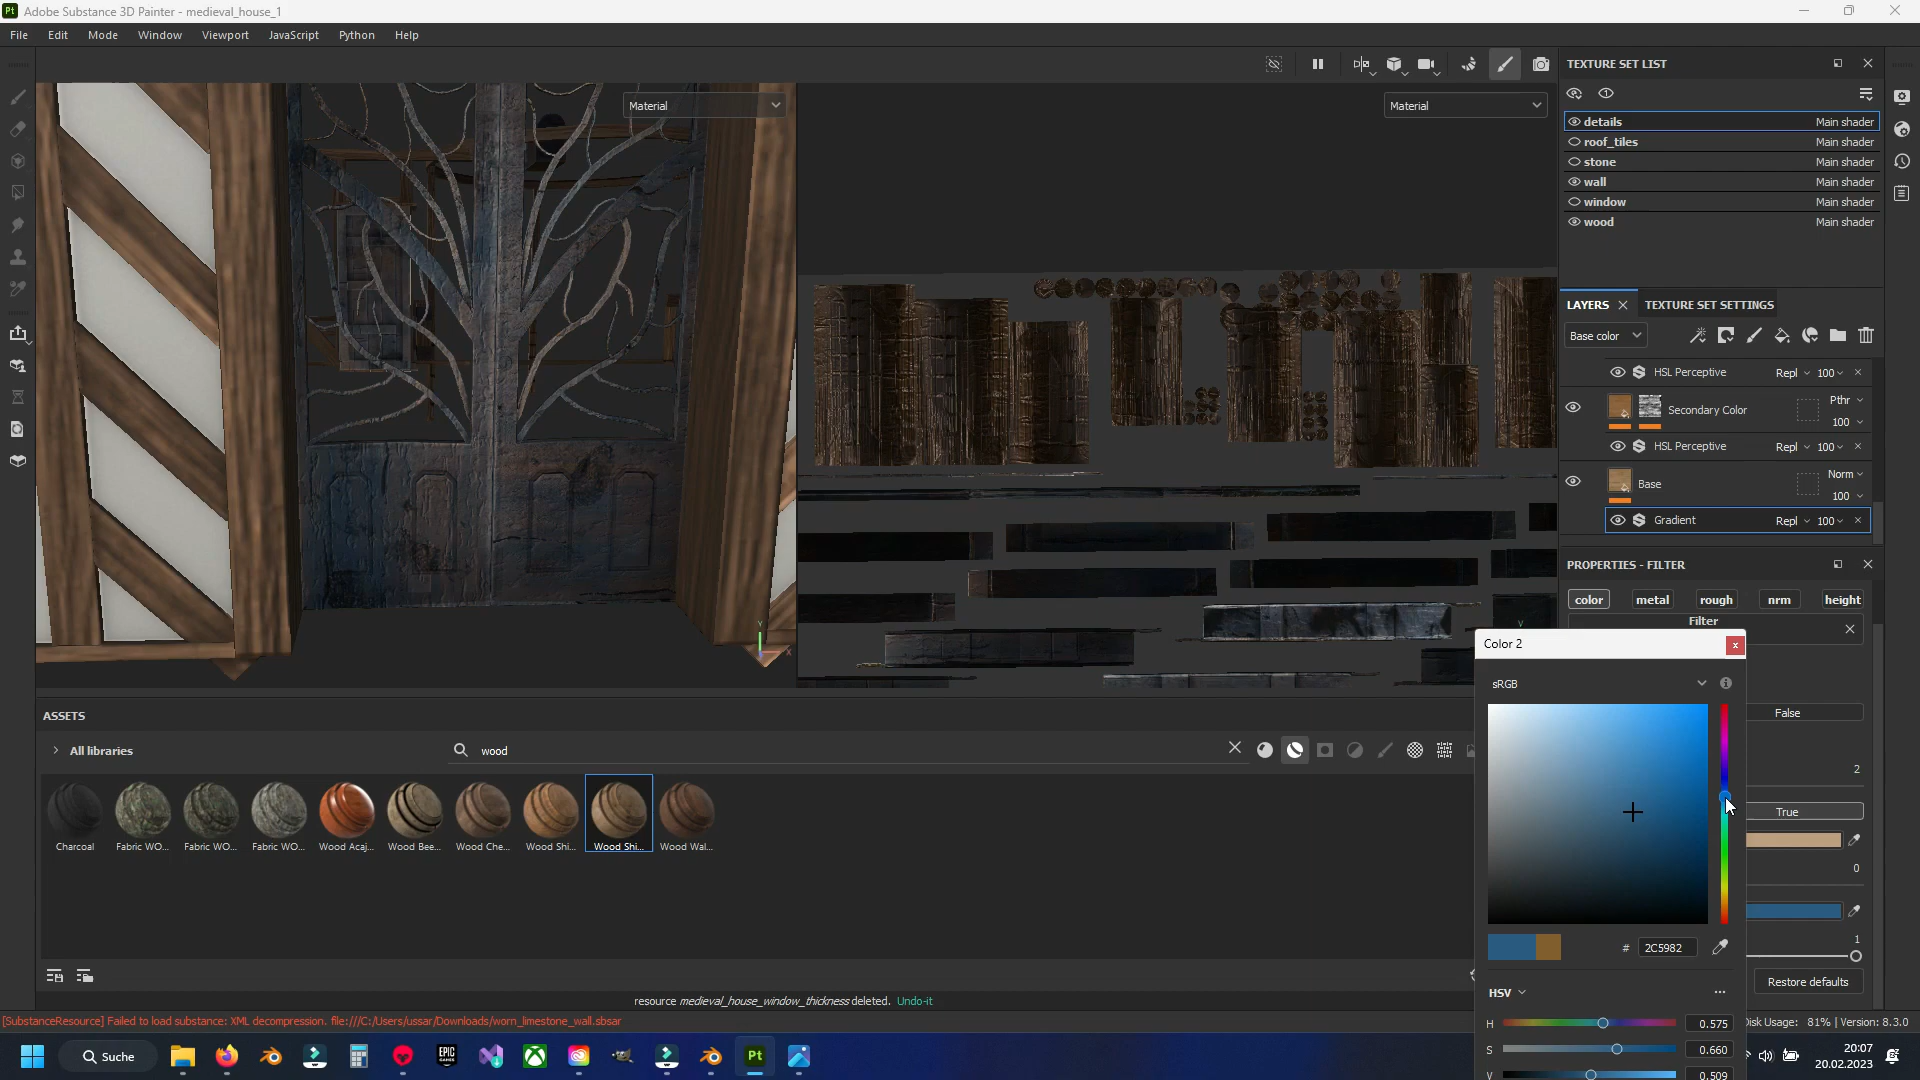 Pt Adobe Substance 3D Painter - medieval_house_1
File Edit Mode Window Viewport JavaScript Python Help
Material
Material
TEXTURE SET LIST
details Main shader
roof_tiles Main shader
stone Main shader
wall Main shader
window Main shader
wood Main shader
LAYERS TEXTURE SET SETTINGS
Base color
HSL Perceptive Repl 100
Secondary Color Pthr
100
HSL Perceptive Repl 100
Base Norm
100
Gradient Repl 100
PROPERTIES - FILTER
color metal rough nrm height
Filter
Color 2
sRGB
False
2
True
0
1
# 2C5982
Restore defaults
HSV
H 0.575
S 0.660
V 0.509
ASSETS
All libraries
wood
Charcoal Fabric WO... Fabric WO... Fabric WO... Wood Acaj... Wood Bee... Wood Che... Wood Shi... Wood Shi... Wood Wal...
resource medieval_house_window_thickness deleted. Undo-it
[SubstanceResource] Failed to load substance: XML decompression. file:///C:/Users/ussar/Downloads/worn_limestone_wall.sbsar
Disk Usage: 81% | Version: 8.3.0
Suche
EPIC GAMES
Pt
20:07
20.02.2023